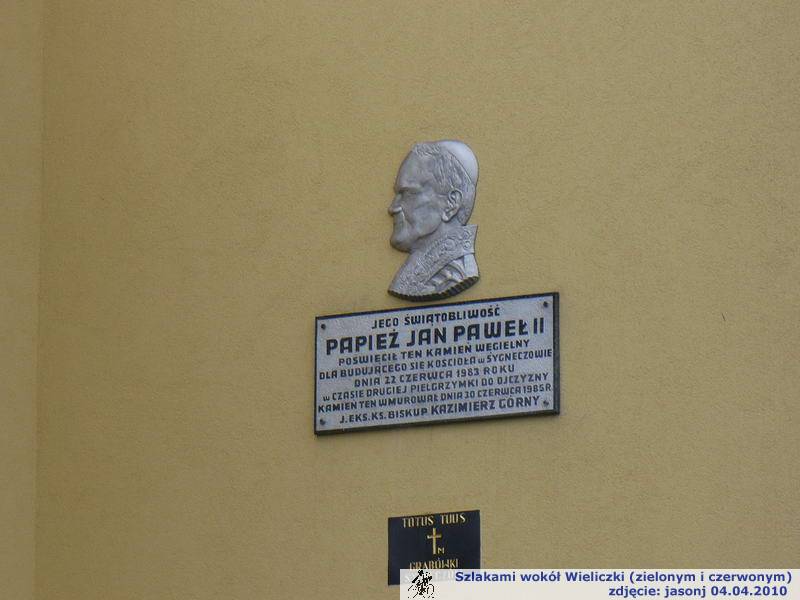 JEGO ŚWIĄTOBLIWOŚĆ
PAPIEŻ JAN PAWEŁ II
POŚWIĘCIŁ TEN KAMIEŃ WĘGIELNY
DLA BUDUJĄCEGO SIĘ KOŚCIOŁA w SYGNECZOWIE
DNIA 22 CZERWCA 1983 ROKU
w CZASIE DRUGIEJ PIELGRZYMKI DO OJCZYZNY
KAMIEŃ TEN WMUROWAŁ DNIA 30 CZERWCA 1985R.
J. EKS. KS. BISKUP KAZIMIERZ GÓRNY
TOTUS TUUS
M
GRABÓWKI
Szlakami wokół Wieliczki (zielonym i czerwonym)
zdjęcie: jasonj 04.04.2010